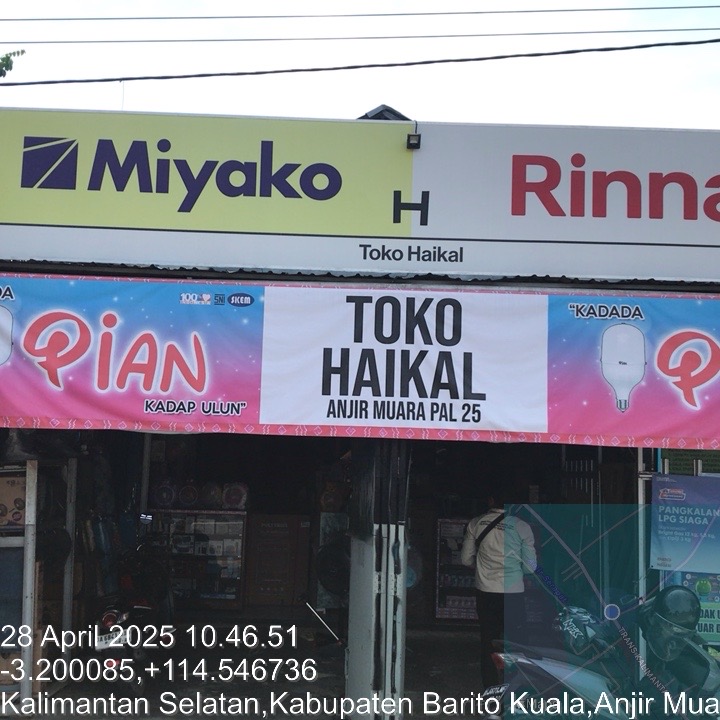 Miyako
Rinna
H
Toko Haikal
100%
SNI
SKEM
QiAN
KADAP ULUN"
TOKO
HAIKAL
ANJIR MUARA PAL 25
"KADADA
Q
PANGKALAN
LPG SIAGA
28 April 2025 10.46.51
-3.200085,+114.546736
Kalimantan Selatan,Kabupaten Barito Kuala,Anjir Mua